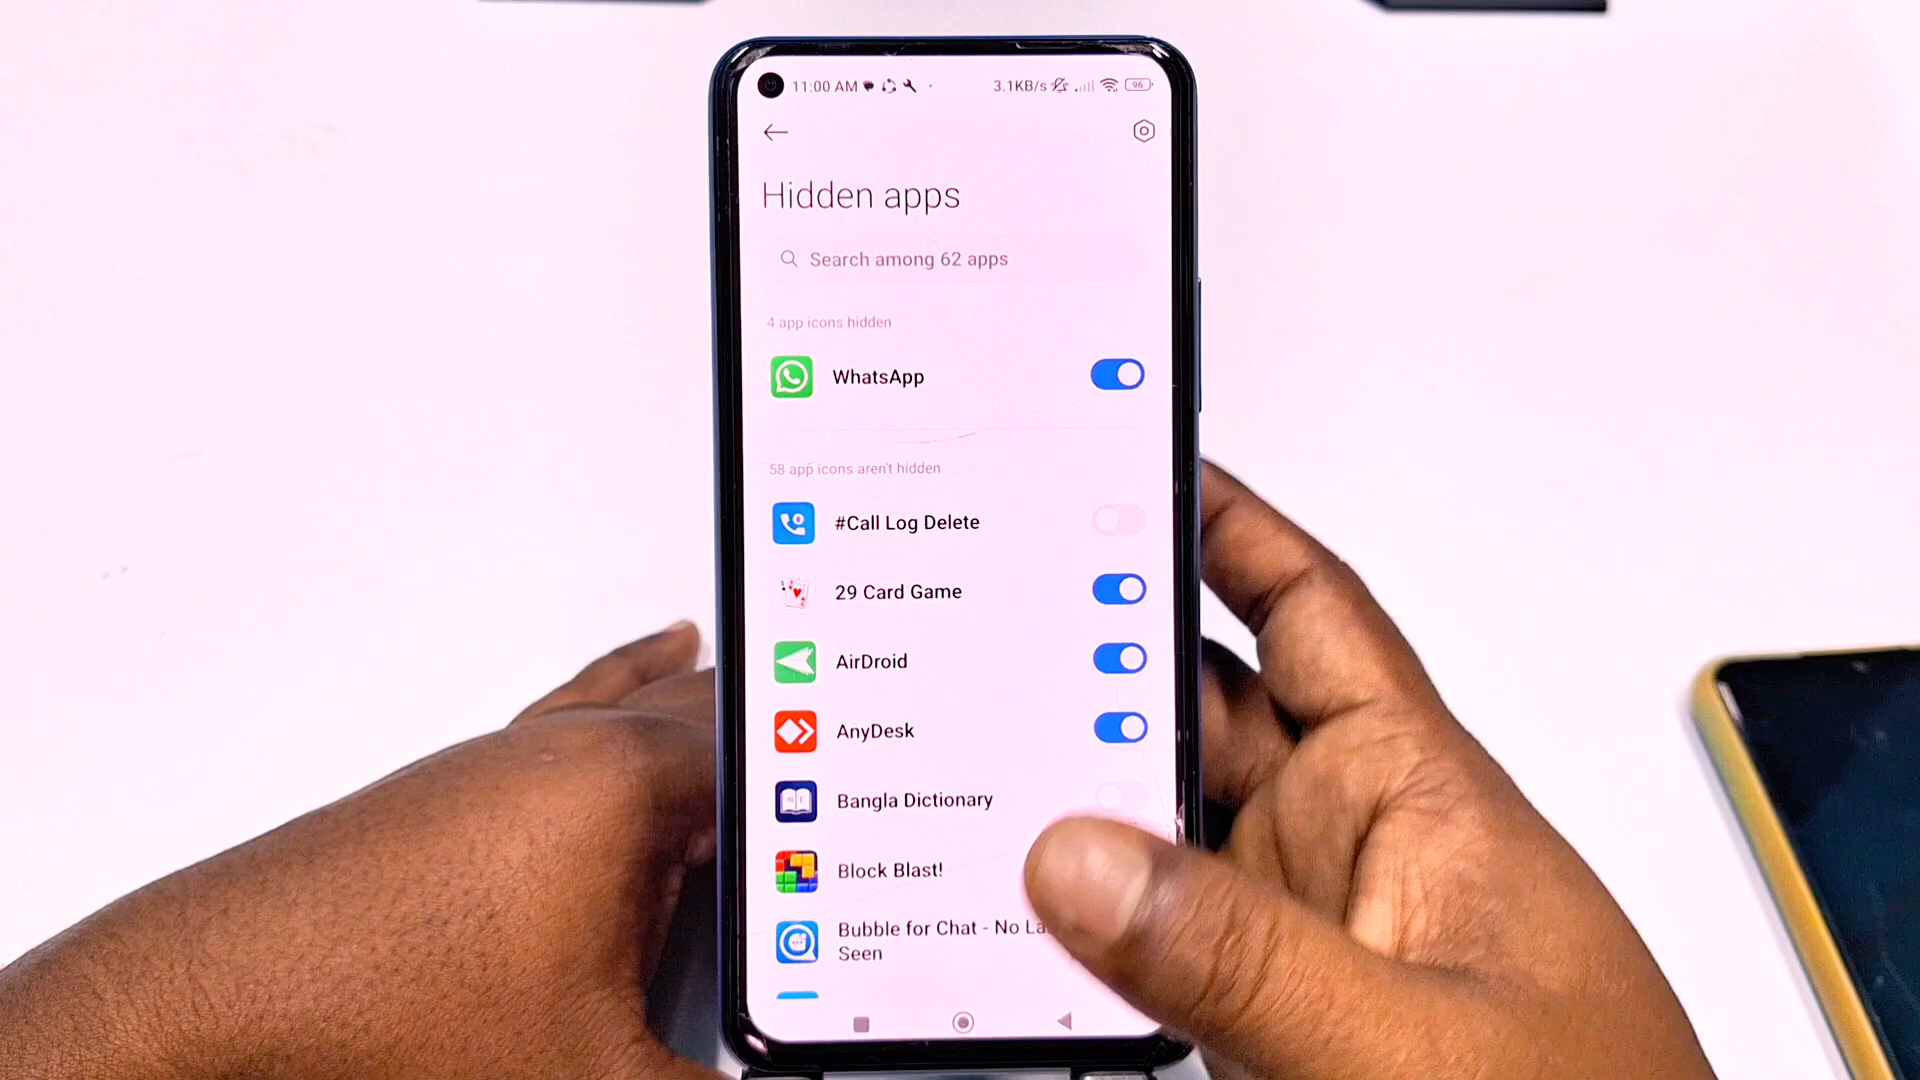 11:00 AM
3.1KB/s
96
Hidden apps
Search among 62 apps
4 app icons hidden
WhatsApp
58 app icons aren't hidden
#Call Log Delete
29 Card Game
AirDroid
AnyDesk
Bangla Dictionary
Block Blast!
Bubble for Chat - No La
Seen